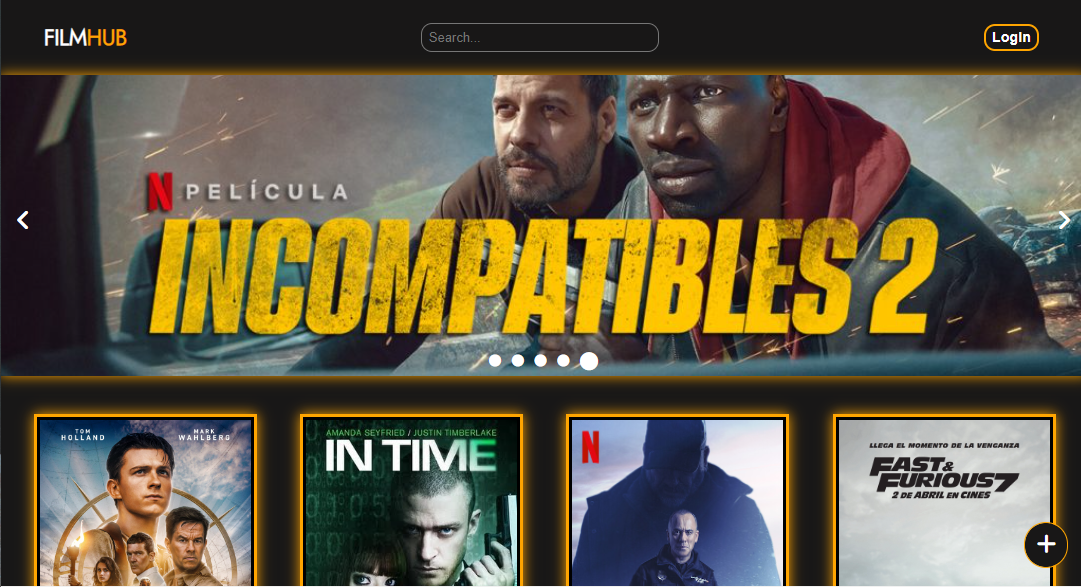 FILMHUB
Search...
LogIn
N PELÍCULA
INCOMPATIBLES 2
TOM HOLLAND
MARK WAHLBERG
AMANDA SEYFRIED / JUSTIN TIMBERLAKE
IN TIME
N
LLEGA EL MOMENTO DE LA VENGANZA
FAST &
FURIOUS 7
2 DE ABRIL EN CINES
+